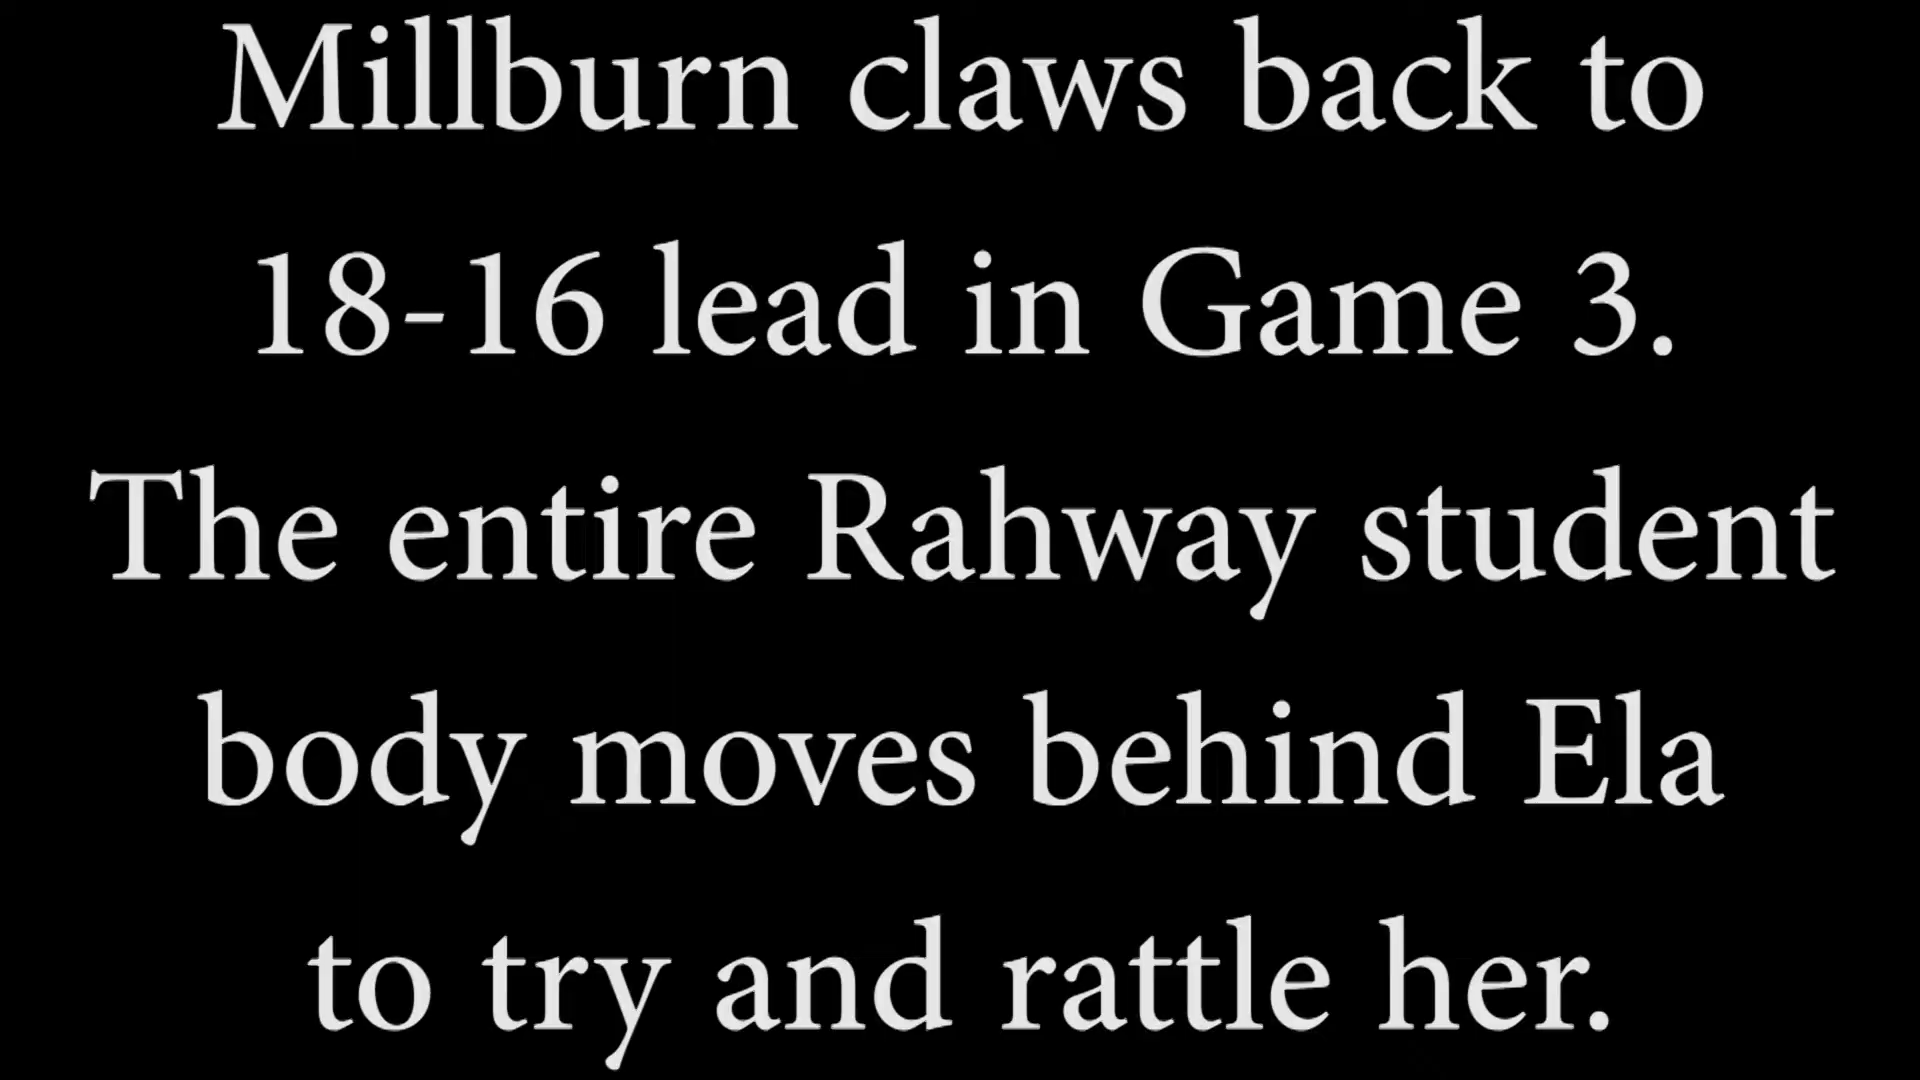 Millburn claws back to
18-16 lead in Game 3.
The entire Rahway student
body moves behind Ela
to try and rattle her.